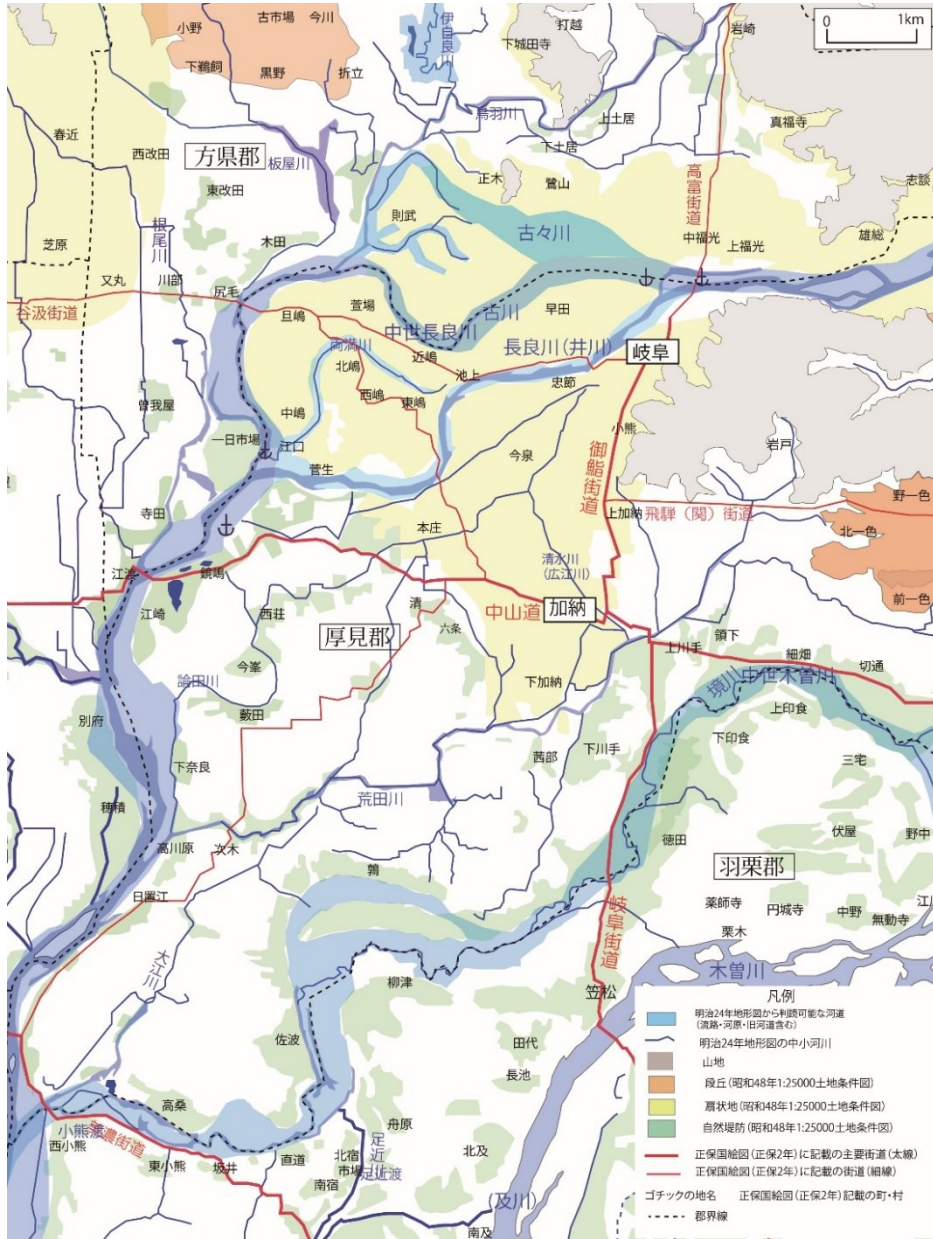 小野
古市場
今川
伊自良川
打越
下城田寺
岩崎
0
1km
下鵜飼
黒野
折立
鳥羽川
上土居
真福寺
春近
西改田
方県郡
板屋川
下土居
高富街道
東改田
正木
鷺山
志談
根尾川
則武
古々川
中福光
上福光
雄総
芝原
木田
又丸
川部
尻毛
谷汲街道
旦嶋
萱場
中世長良川
古川
早田
両満川
近嶋
長良川(井川)
岐阜
北嶋
池上
忠節
曽我屋
中嶋
西嶋
東嶋
一日市場
江口
小熊
岩戸
今泉
御鮨街道
菅生
野一色
寺田
本庄
上加納
飛騨(関)街道
北一色
江渡
鏡嶋
清水川
(広江川)
前一色
江崎
西荘
清
中山道
加納
厚見郡
六条
上川手
領下
細畑
切通
今峯
論田川
下加納
境川
中世木曽川
別府
薮田
上印食
下奈良
茜部
下川手
下印食
三宅
穂積
荒田川
高川原
次木
徳田
伏屋
野中
鶉
羽栗郡
日置江
薬師寺
円城寺
中野
無動寺
岐阜街道
栗木
大江川
木曽川
柳津
笠松
佐波
田代
長池
高桑
舟原
小熊渡
美濃街道
西小熊
東小熊
坂井
直道
北宿
市場
足近川
足近渡
北及
南宿
(及川)
南及
凡例
明治24年地形図から判読可能な河道
(流路・河原・旧河道含む)
明治24年地形図の中小河川
山地
段丘(昭和48年1:25000土地条件図)
扇状地(昭和48年1:25000土地条件図)
自然堤防(昭和48年1:25000土地条件図)
正保国絵図(正保2年)に記載の主要街道(太線)
正保国絵図(正保2年)に記載の街道(細線)
ゴチックの地名 正保国絵図(正保2年)記載の町・村
郡界線